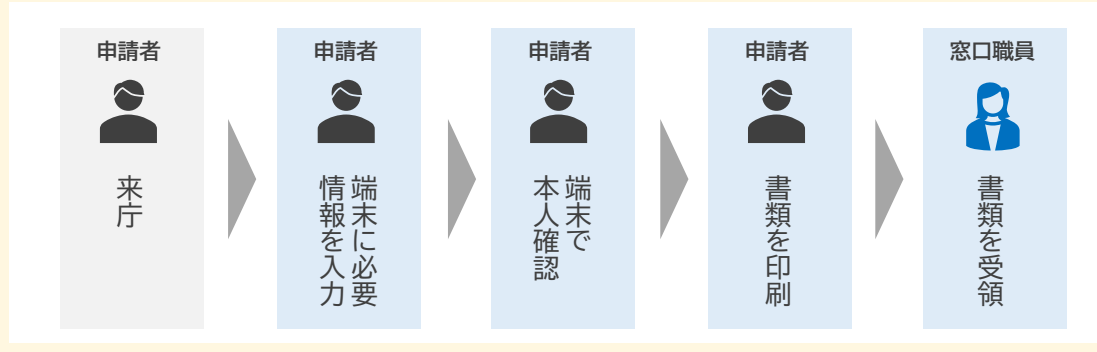 申請者
来庁
申請者
端末に必要
情報を入力
申請者
端末で
本人確認
申請者
書類を印刷
窓口職員
書類を受領